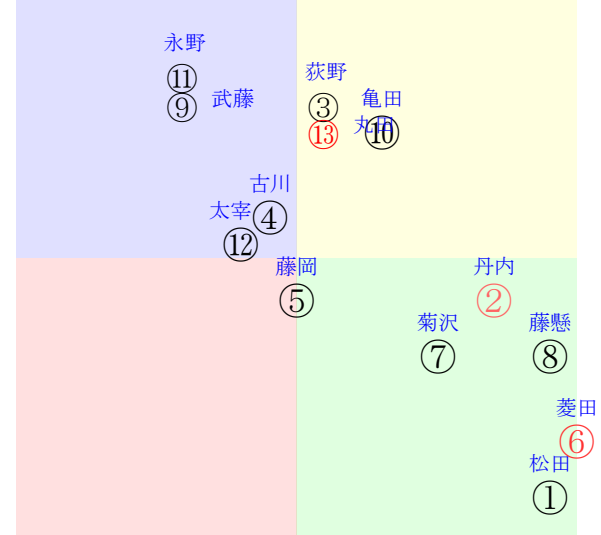 永野
⑪
⑨ 武藤
荻野
③
⑬
亀田
丸田
⑩
古川
④
太宰
⑫
藤岡
⑤
丹内
②
菊沢
⑦
藤懸
⑧
菱田
⑥
松田
①